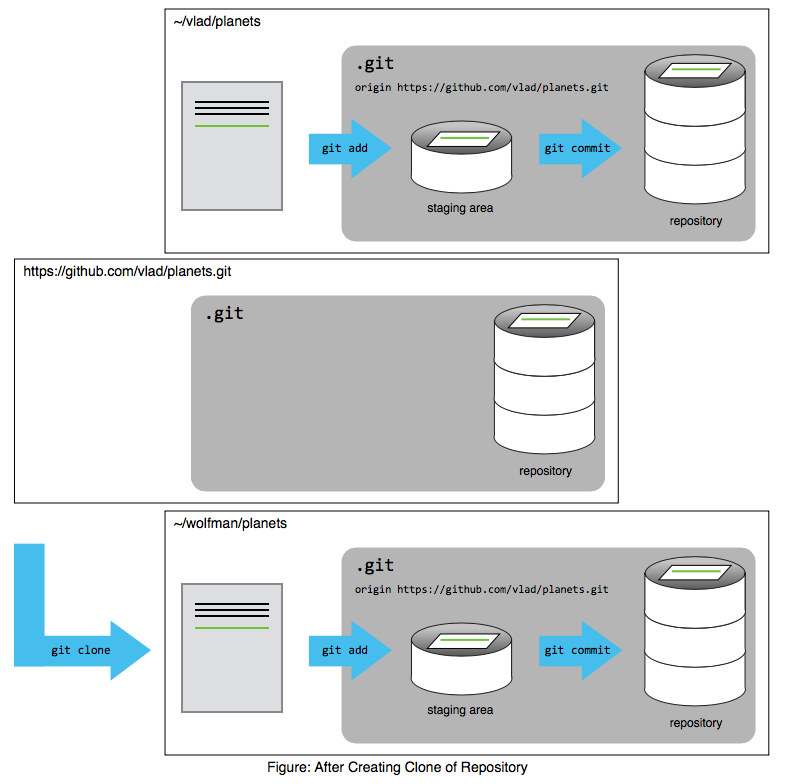 ~/vlad/planets
.git
origin https://github.com/vlad/planets.git
git add
git commit
staging area
repository
https://github.com/vlad/planets.git
.git
repository
~/wolfman/planets
.git
origin https://github.com/vlad/planets.git
git clone
git add
git commit
staging area
repository
Figure: After Creating Clone of Repository